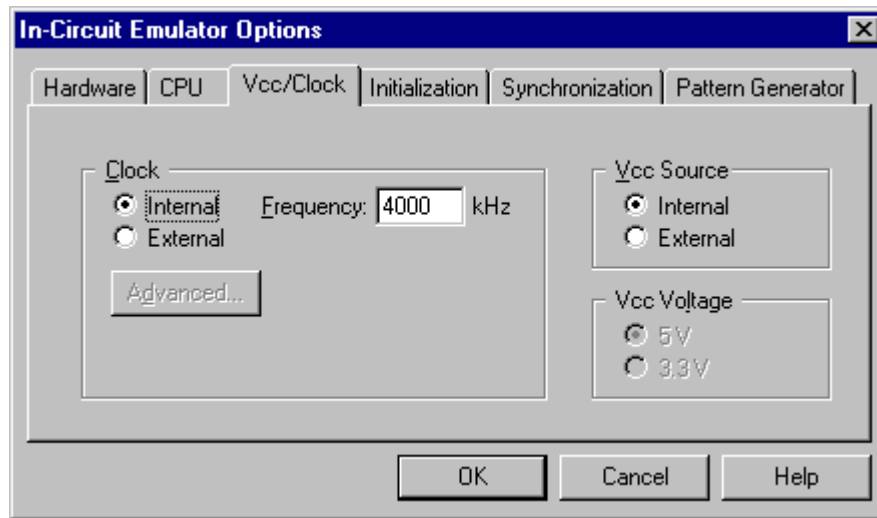 In-Circuit Emulator Options
Hardware CPU Vcc/Clock Initialization Synchronization Pattern Generator
Clock
Internal Frequency: 4000 kHz
External
Advanced...
Vcc Source
Internal
External
Vcc Voltage
5V
3.3V
OK Cancel Help